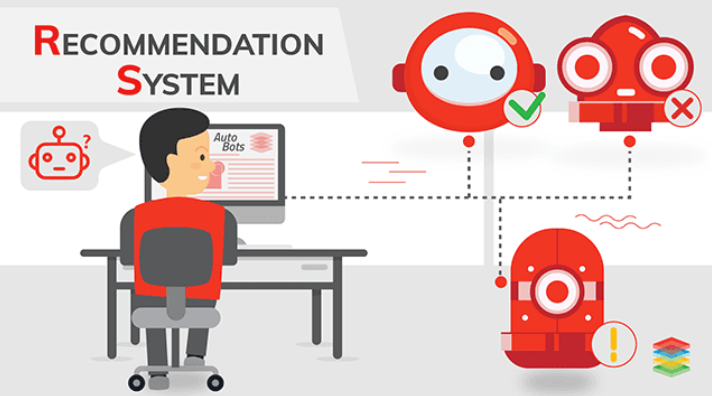 RECOMMENDATION
SYSTEM
?
Auto
Bots
!